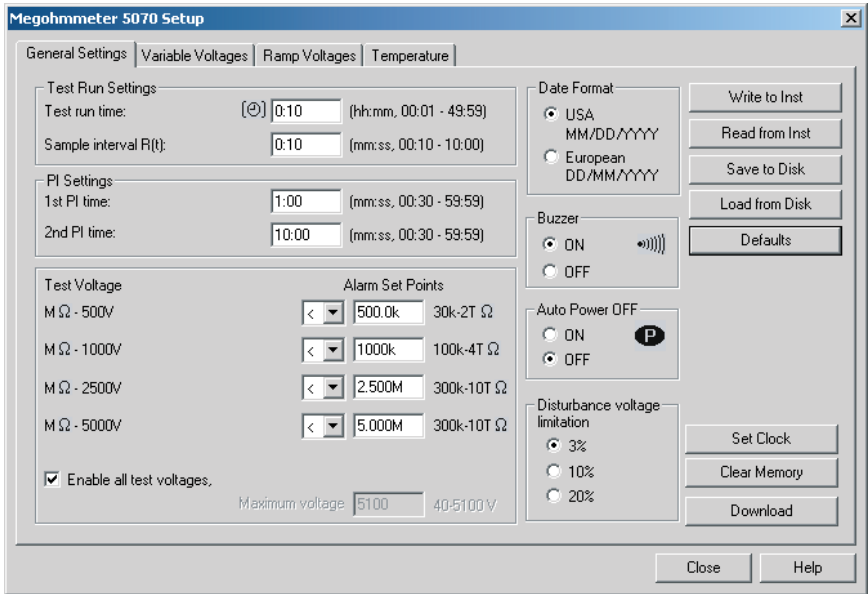 Megohmmeter 5070 Setup
General Settings Variable Voltages Ramp Voltages Temperature
Test Run Settings
Test run time: 0:10 (hh:mm, 00:01 - 49:59)
Sample interval R(t): 0:10 (mm:ss, 00:10 - 10:00)
PI Settings
1st PI time: 1:00 (mm:ss, 00:30 - 59:59)
2nd PI time: 10:00 (mm:ss, 00:30 - 59:59)
Test Voltage Alarm Set Points
M Ω - 500V < 500.0k 30k-2T Ω
M Ω - 1000V < 1000k 100k-4T Ω
M Ω - 2500V < 2.500M 300k-10T Ω
M Ω - 5000V < 5.000M 300k-10T Ω
Enable all test voltages,
Maximum voltage 5100 40-5100 V
Date Format
USA
MM/DD/YYYY
European
DD/MM/YYYY
Buzzer
ON
OFF
Auto Power OFF
ON P
OFF
Disturbance voltage
limitation
3%
10%
20%
Write to Inst
Read from Inst
Save to Disk
Load from Disk
Defaults
Set Clock
Clear Memory
Download
Close Help